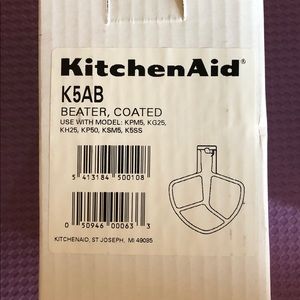 KitchenAid®
K5AB
BEATER, COATED
USE WITH MODEL: KPM5, KG25,
KH25, KP50, KSM5, K5SS
5 413184 500108
0 50946 00063 3
KITCHENAID, ST JOSEPH, MI 49085